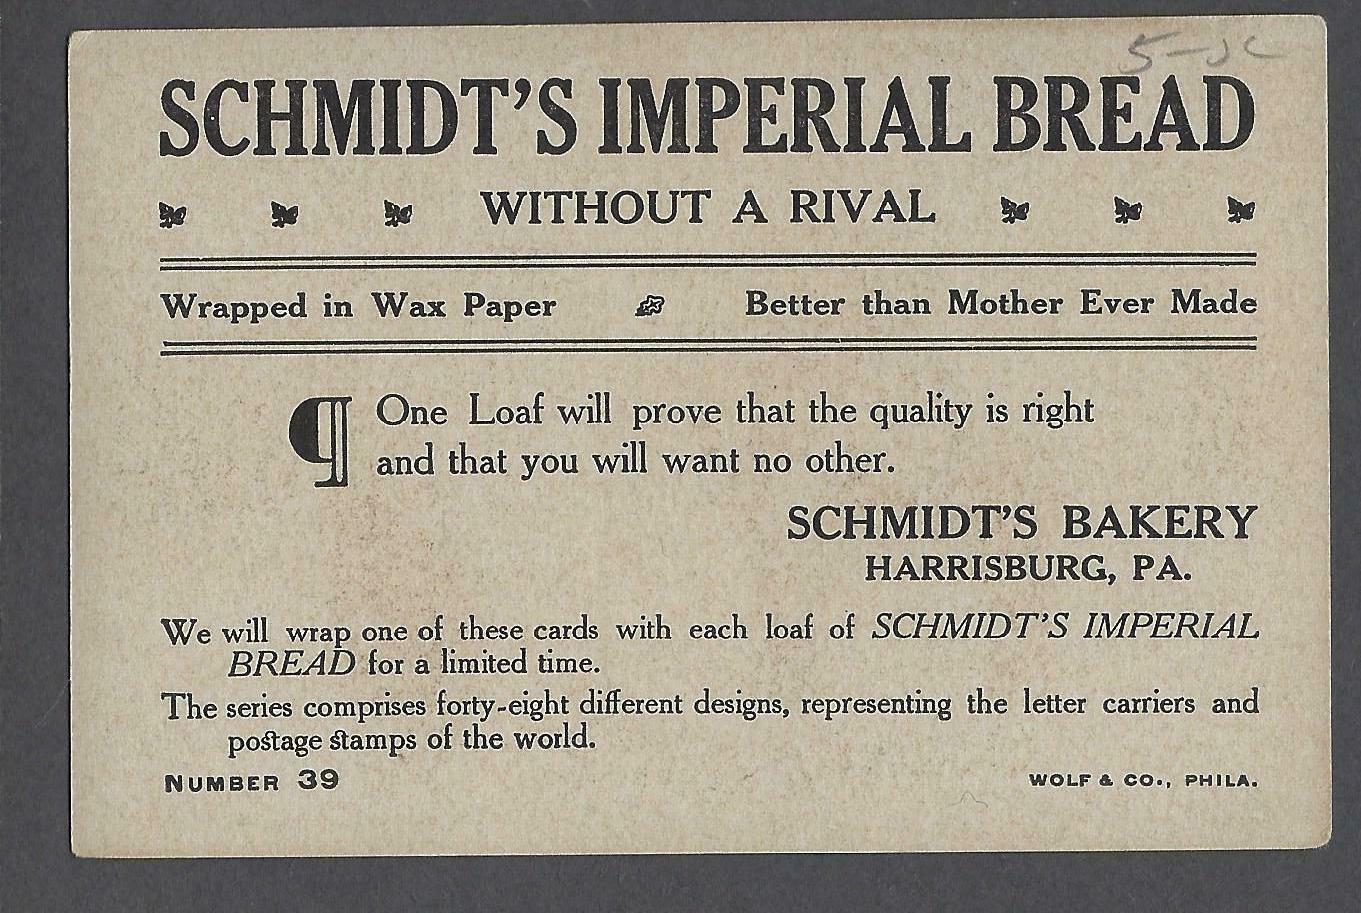 SCHMIDT'S IMPERIAL BREAD
WITHOUT A RIVAL
Wrapped in Wax Paper Better than Mother Ever Made
¶ One Loaf will prove that the quality is right
and that you will want no other.
SCHMIDT'S BAKERY
HARRISBURG, PA.
We will wrap one of these cards with each loaf of SCHMIDT'S IMPERIAL
BREAD for a limited time.
The series comprises forty-eight different designs, representing the letter carriers and
postage stamps of the world.
NUMBER 39 WOLF & CO., PHILA.